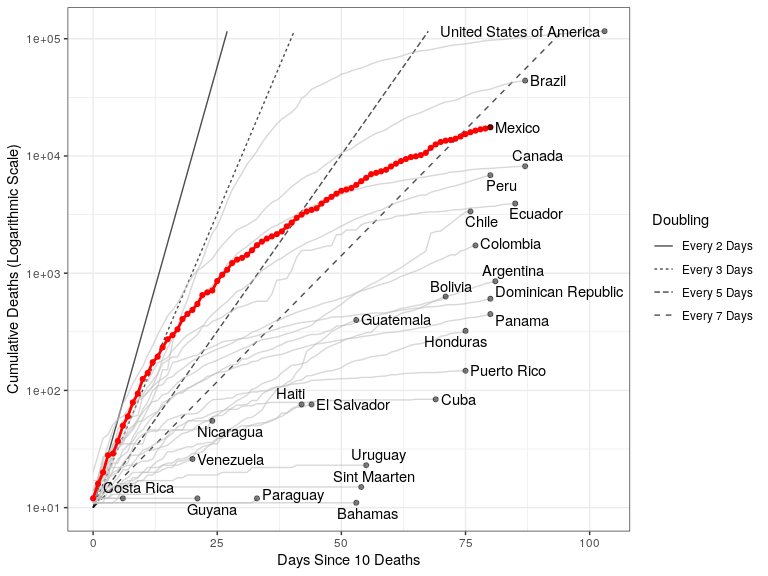 United States of America
Brazil
Mexico
Canada
Peru
Ecuador
Chile
Colombia
Argentina
Bolivia
Dominican Republic
Guatemala
Panama
Honduras
Puerto Rico
Haiti
El Salvador
Cuba
Nicaragua
Venezuela
Uruguay
Sint Maarten
Costa Rica
Paraguay
Guyana
Bahamas
1e+05
1e+04
1e+03
1e+02
1e+01
0
25
50
75
100
Days Since 10 Deaths
Cumulative Deaths (Logarithmic Scale)
Doubling
Every 2 Days
Every 3 Days
Every 5 Days
Every 7 Days